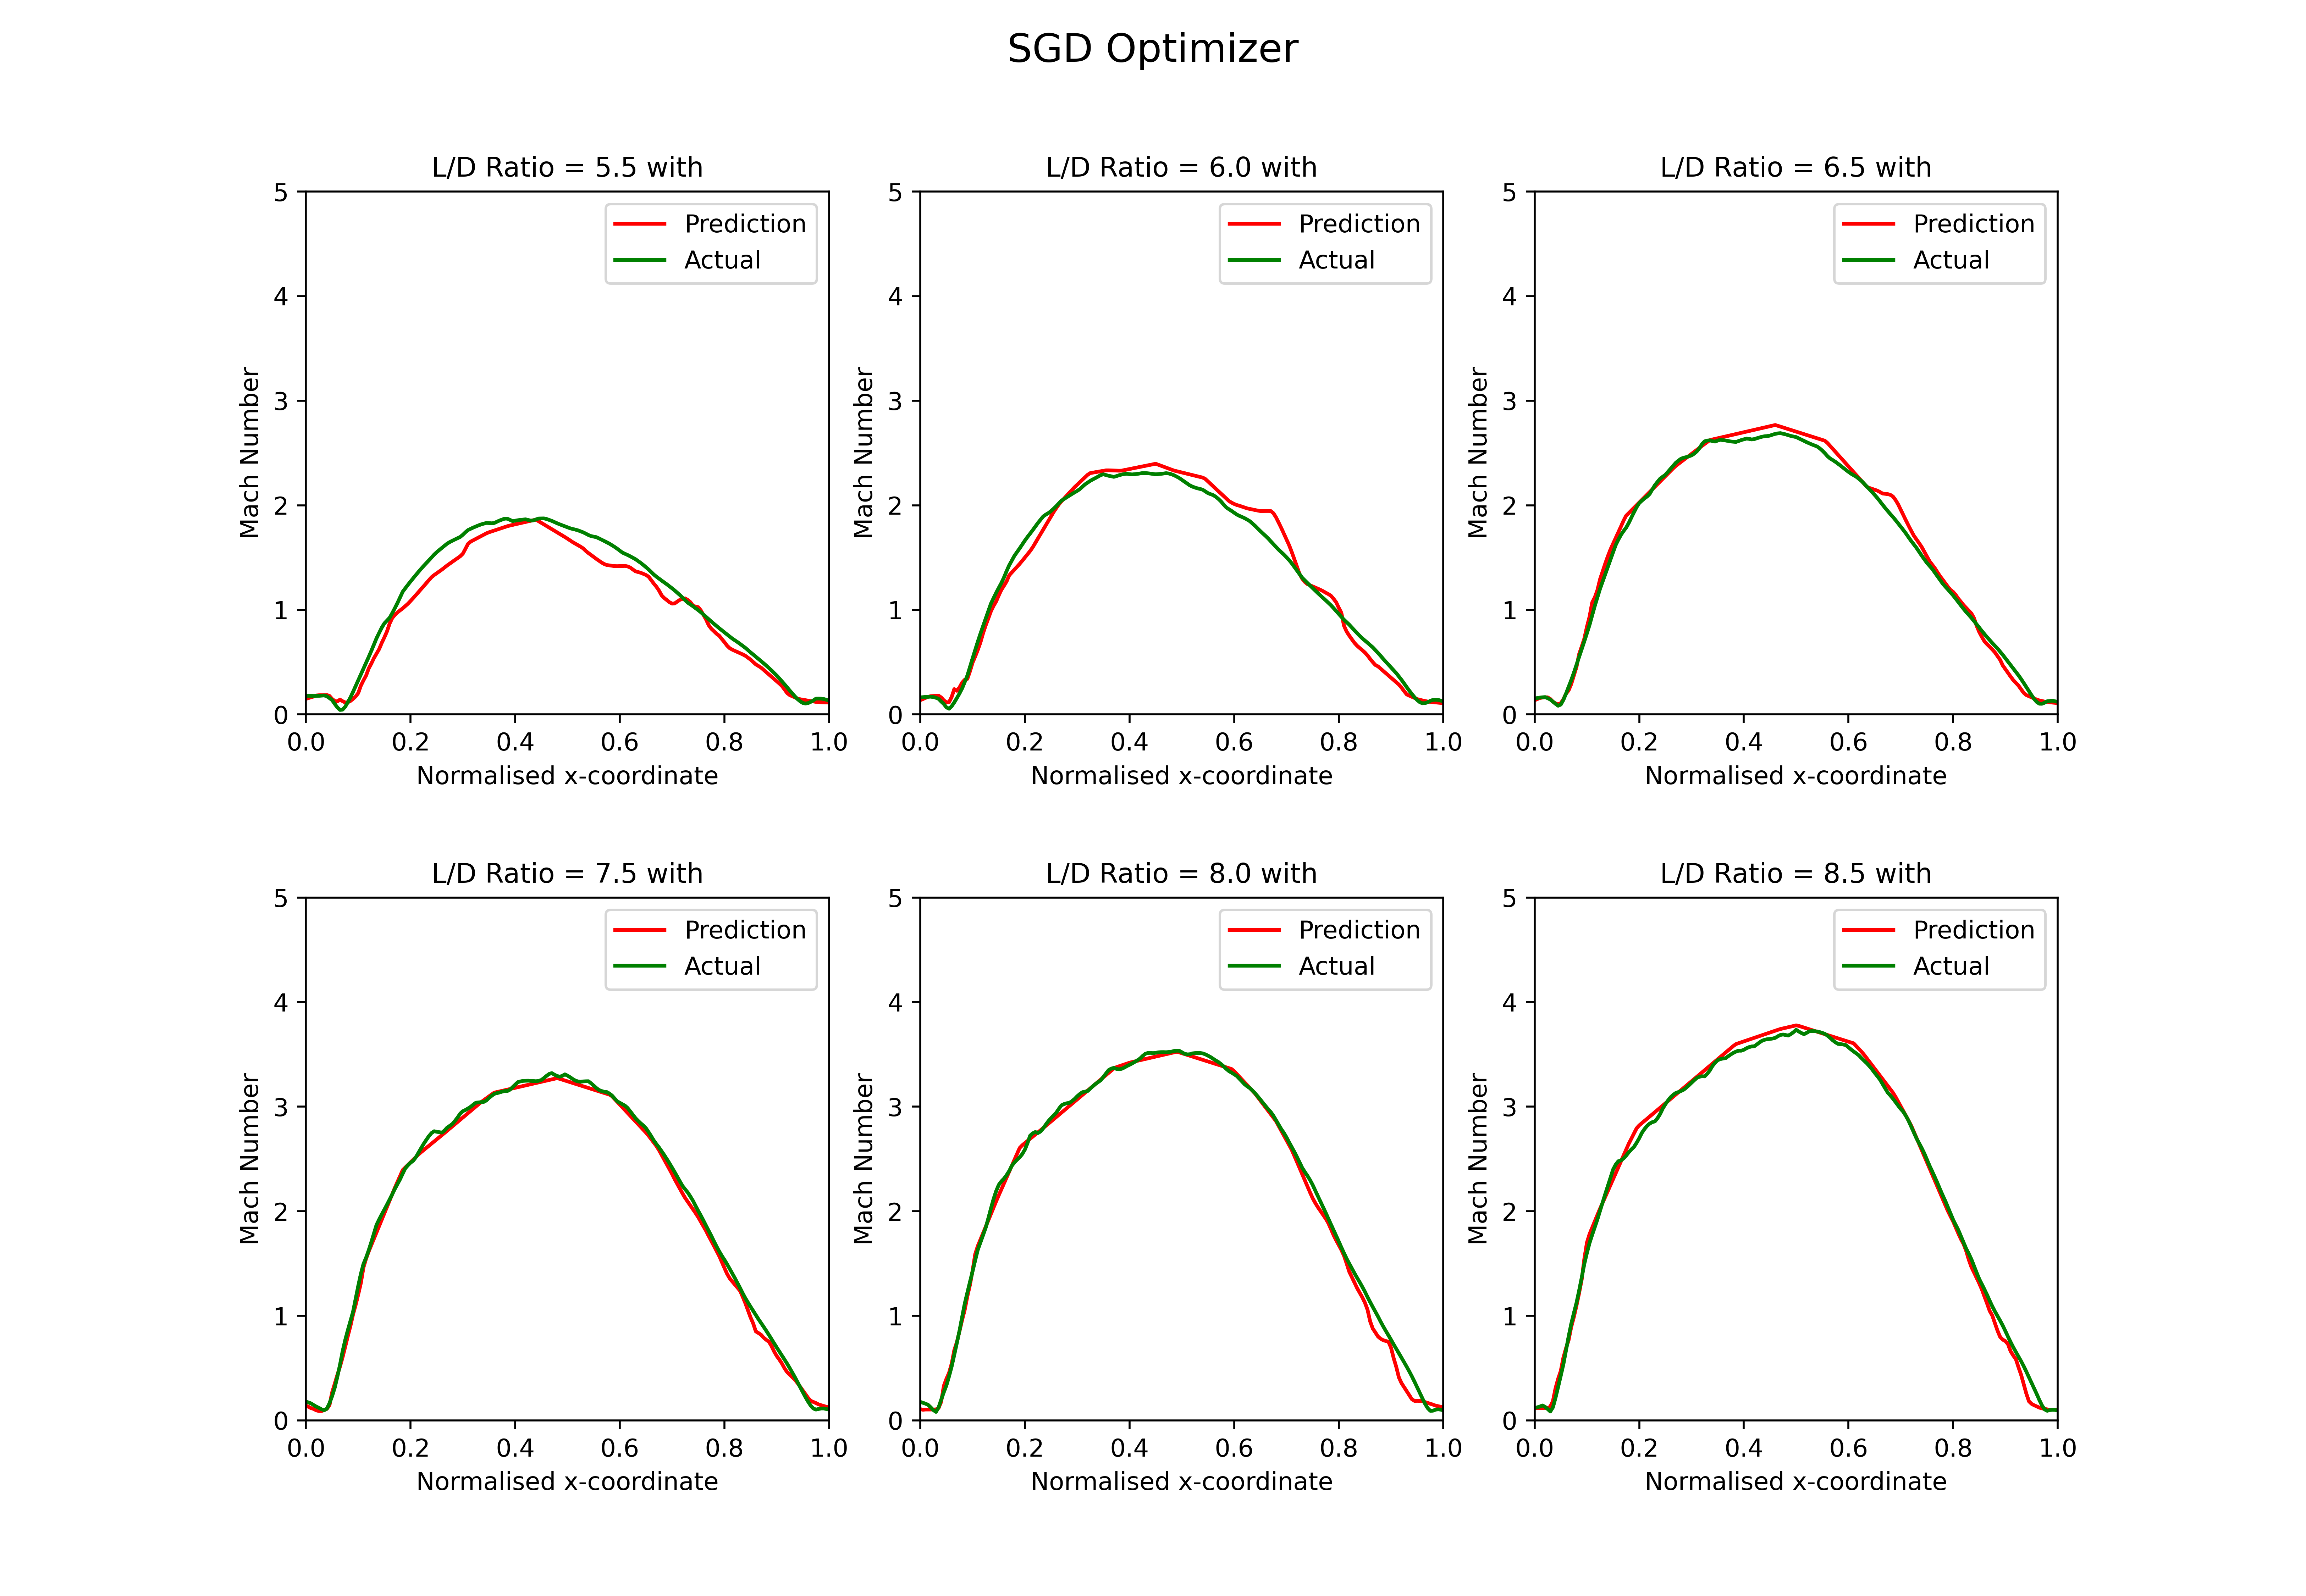 SGD Optimizer
L/D Ratio = 5.5 with
5
4
3
2
1
0
Mach Number
Prediction
Actual
0.0 0.2 0.4 0.6 0.8 1.0
Normalised x-coordinate
L/D Ratio = 6.0 with
5
4
3
2
1
0
Mach Number
Prediction
Actual
0.0 0.2 0.4 0.6 0.8 1.0
Normalised x-coordinate
L/D Ratio = 6.5 with
5
4
3
2
1
0
Mach Number
Prediction
Actual
0.0 0.2 0.4 0.6 0.8 1.0
Normalised x-coordinate
L/D Ratio = 7.5 with
5
4
3
2
1
0
Mach Number
Prediction
Actual
0.0 0.2 0.4 0.6 0.8 1.0
Normalised x-coordinate
L/D Ratio = 8.0 with
5
4
3
2
1
0
Mach Number
Prediction
Actual
0.0 0.2 0.4 0.6 0.8 1.0
Normalised x-coordinate
L/D Ratio = 8.5 with
5
4
3
2
1
0
Mach Number
Prediction
Actual
0.0 0.2 0.4 0.6 0.8 1.0
Normalised x-coordinate